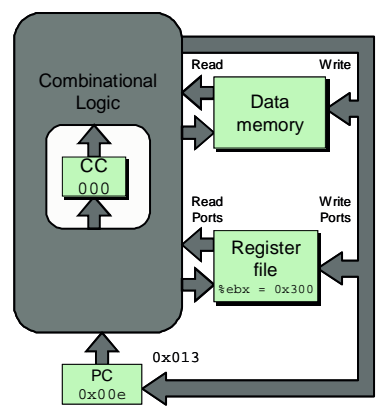 Combinational
Logic
CC
000
Read
Write
Data
memory
Read
Ports
Write
Ports
Register
file
%ebx = 0x300
0x013
PC
0x00e